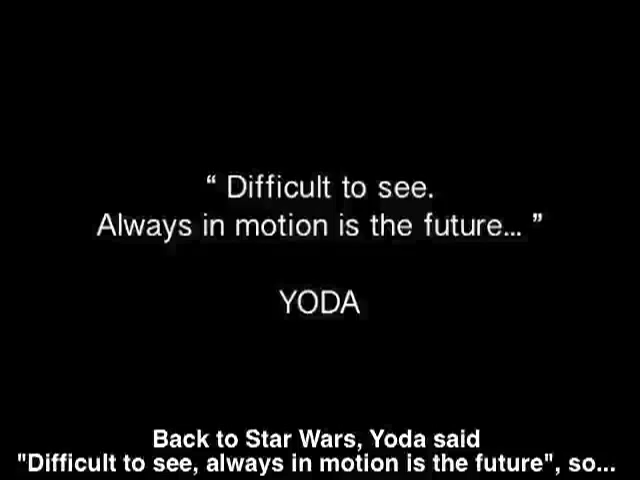 “ Difficult to see.
Always in motion is the future... ”
YODA
Back to Star Wars, Yoda said
"Difficult to see, always in motion is the future", so...